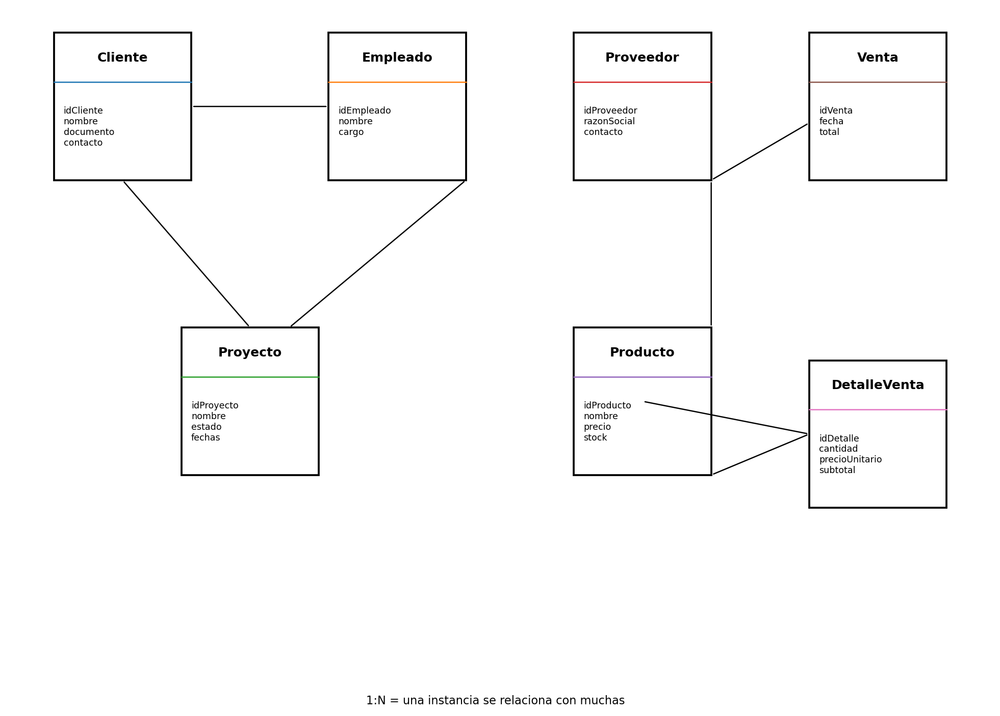 Cliente
idCliente
nombre
documento
contacto
Empleado
idEmpleado
nombre
cargo
Proveedor
idProveedor
razonSocial
contacto
Venta
idVenta
fecha
total
Proyecto
idProyecto
nombre
estado
fechas
Producto
idProducto
nombre
precio
stock
DetalleVenta
idDetalle
cantidad
precioUnitario
subtotal
1:N = una instancia se relaciona con muchas